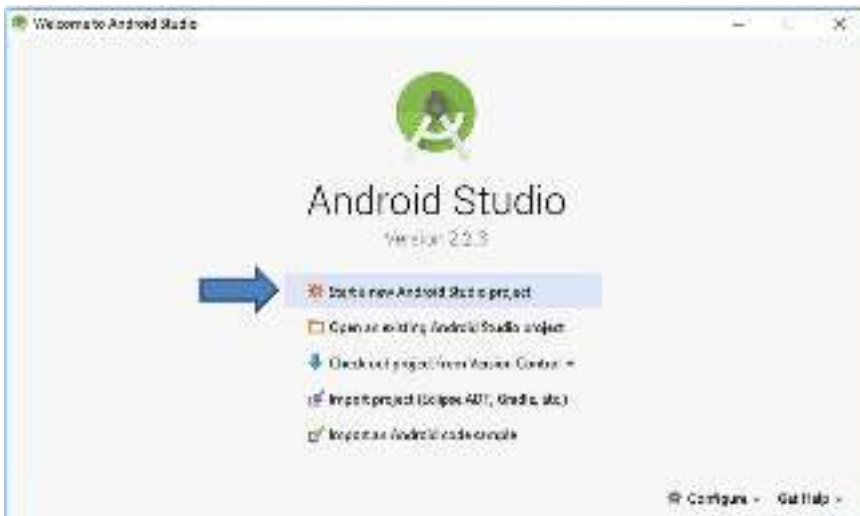 Welcome to Android Studio
Android Studio
Version 2.2.3
Start a new Android Studio project
Open an existing Android Studio project
Check out project from Version Control
Import project (Eclipse ADT, Gradle, etc.)
Import an Android code sample
Configure
Get Help